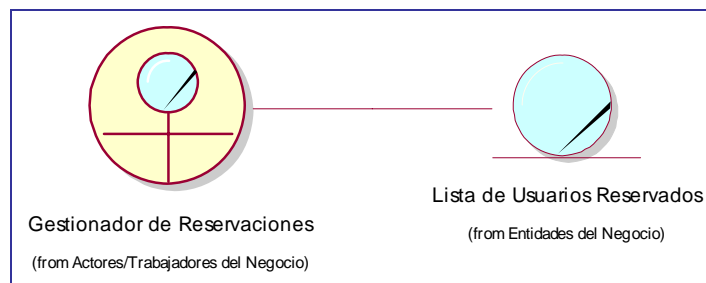 Gestionador de Reservaciones
(from Actores/Trabajadores del Negocio)
Lista de Usuarios Reservados
(from Entidades del Negocio)